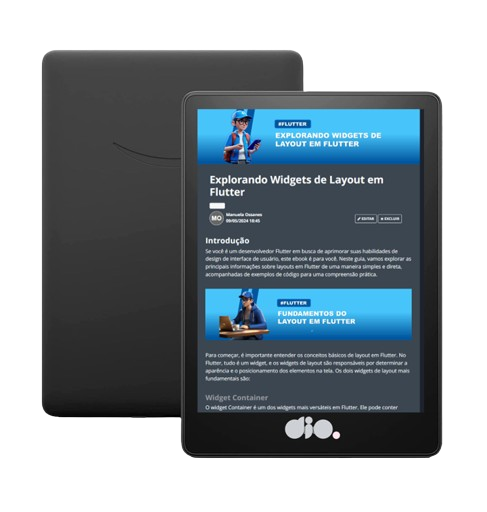 #FLUTTER
EXPLORANDO WIDGETS DE
LAYOUT EM FLUTTER
Explorando Widgets de Layout em
Flutter
MO
Manuela Ossanes
09/05/2024 18:45
EDITAR
EXCLUIR
Introdução
Se você é um desenvolvedor Flutter em busca de aprimorar suas habilidades de
design de interface de usuário, este ebook é para você. Neste guia, vamos explorar as
principais informações sobre layouts em Flutter de uma maneira simples e direta,
acompanhadas de exemplos de código para uma compreensão prática.
#FLUTTER
FUNDAMENTOS DO
LAYOUT EM FLUTTER
Para começar, é importante entender os conceitos básicos de layout em Flutter. No
Flutter, tudo é um widget, e os widgets de layout são responsáveis por determinar a
aparência e o posicionamento dos elementos na tela. Os dois widgets de layout mais
fundamentais são:
Widget Container
O widget Container é um dos widgets mais versáteis em Flutter. Ele pode conter
dio.